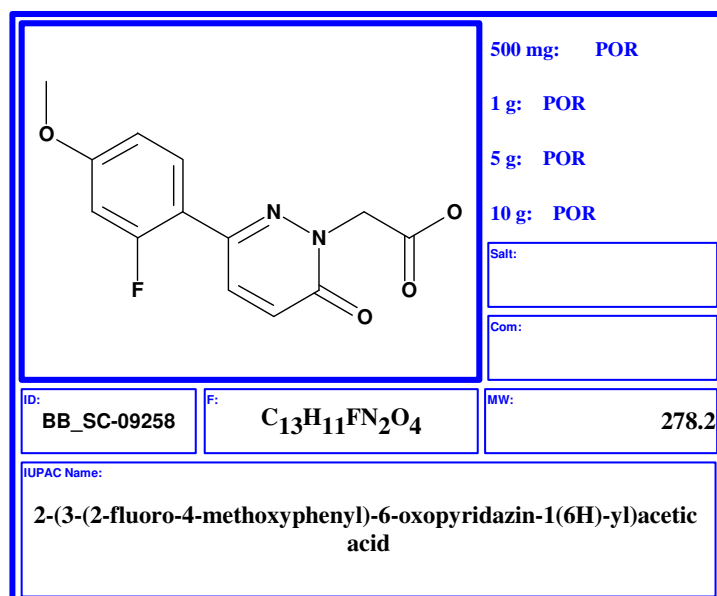 500 mg: POR
1 g: POR
5 g: POR
10 g: POR
O
F
N
N
O
O
O
Salt:
Com:
ID:
BB_SC-09258
F:
C13H11FN2O4
MW:
278.2
IUPAC Name:
2-(3-(2-fluoro-4-methoxyphenyl)-6-oxopyridazin-1(6H)-yl)acetic
acid